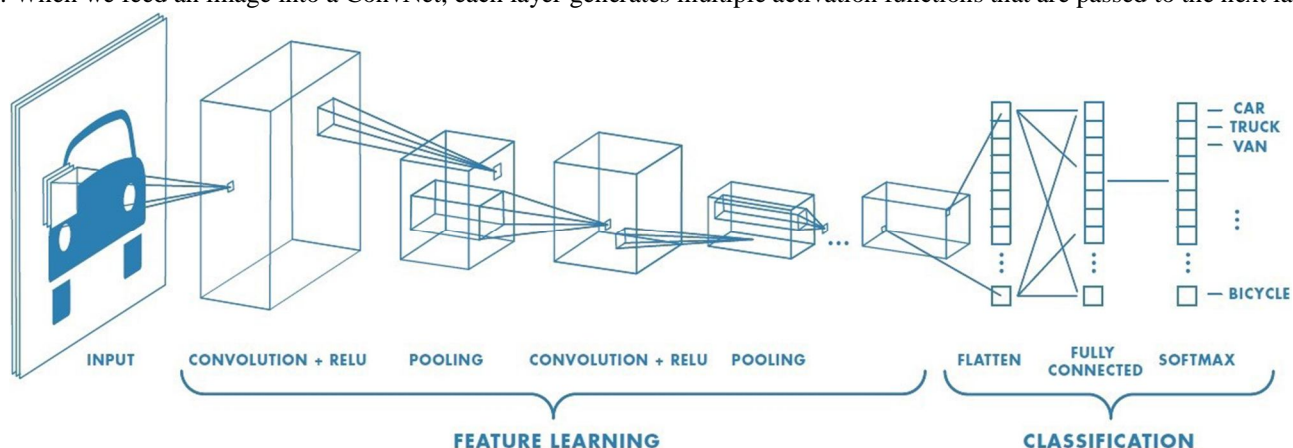 . When we feed an image into a ConvNet, each layer generates multiple activation functions that are passed to the next
CAR
TRUCK
VAN
BICYCLE
INPUT
CONVOLUTION + RELU
POOLING
CONVOLUTION + RELU
POOLING
FLATTEN
FULLY
CONNECTED
SOFTMAX
FEATURE LEARNING
CLASSIFICATION